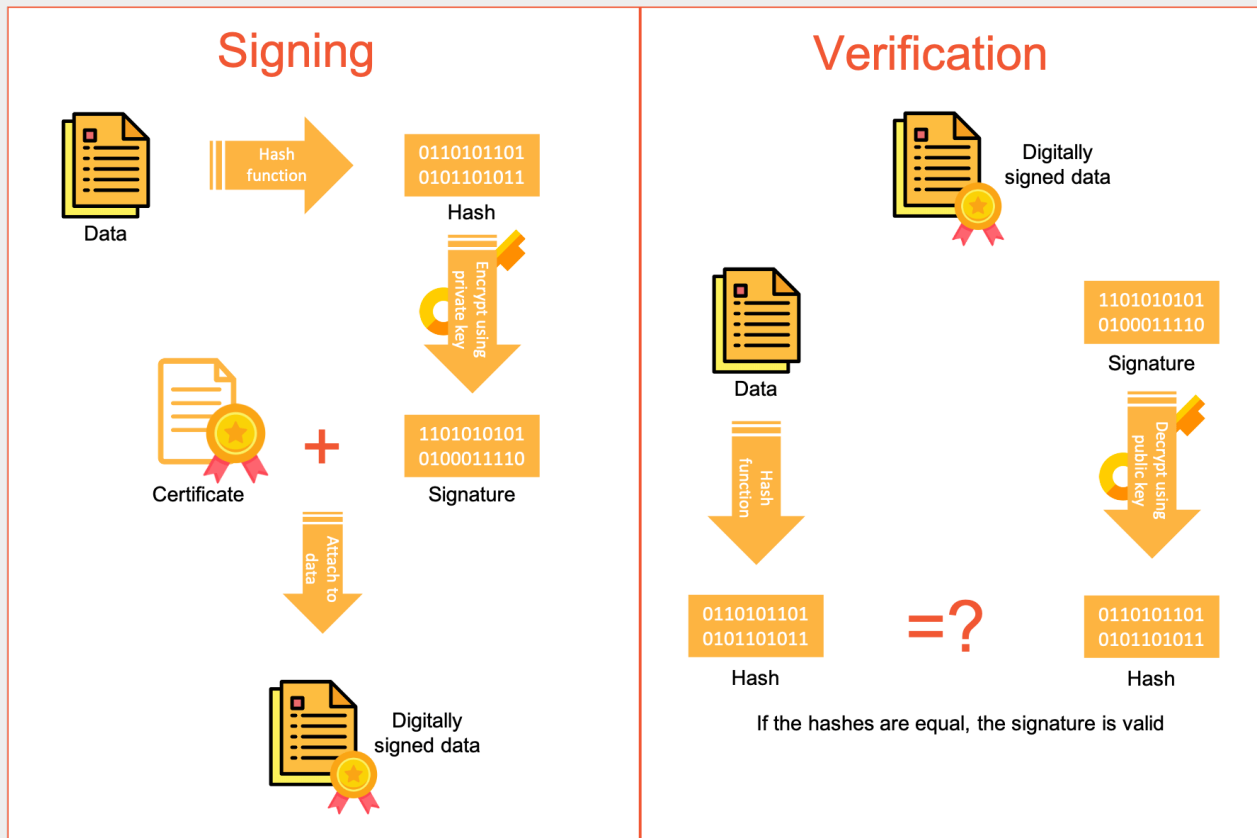 Signing
Hash
function
0110101101
0101101011
Data
Hash
Encrypt using
private key
1101010101
0100011110
Certificate
+
Signature
Attach to
data
Digitally
signed data
Verification
Digitally
signed data
Data
1101010101
0100011110
Signature
Hash
function
Decrypt using
public key
0110101101
0101101011
Hash
=?
0110101101
0101101011
Hash
If the hashes are equal, the signature is valid